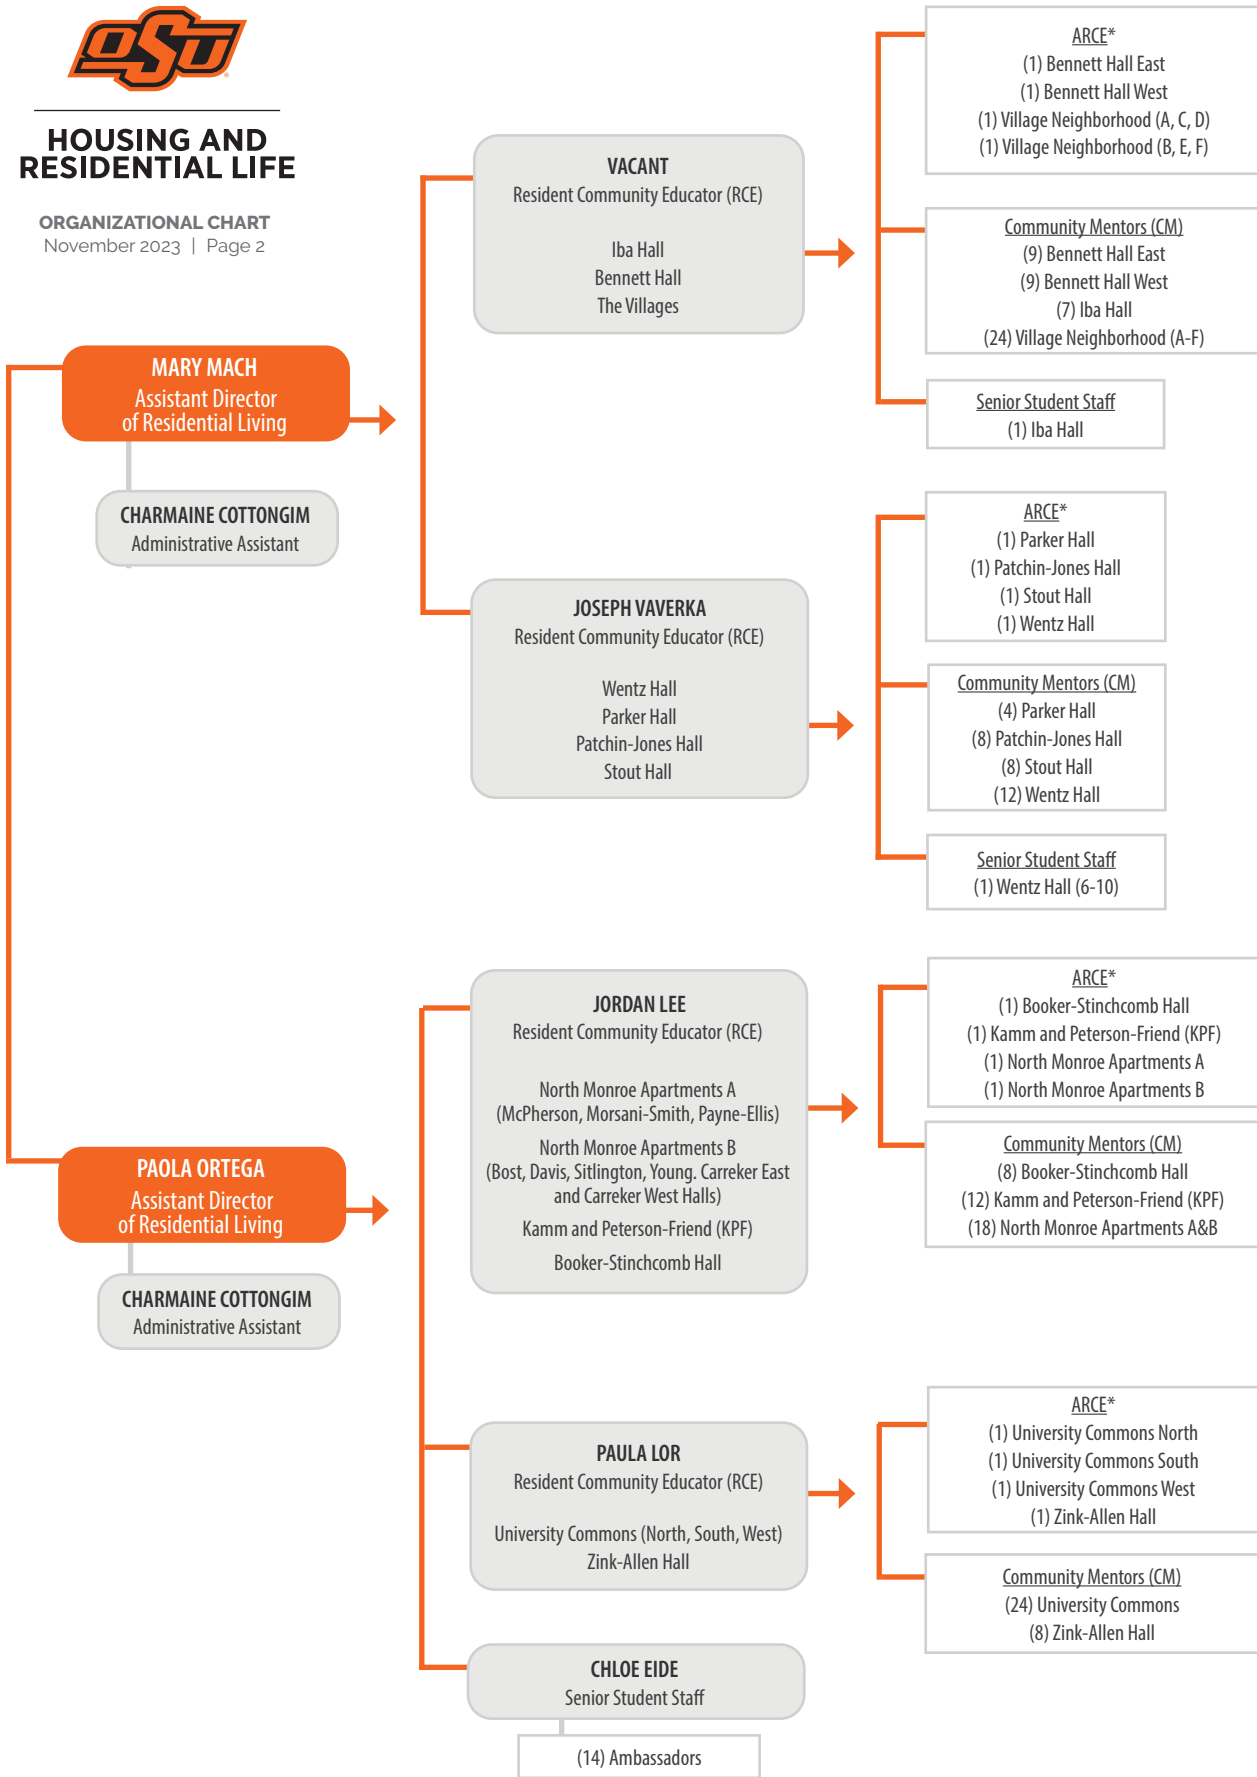 OSU
HOUSING AND
RESIDENTIAL LIFE
ORGANIZATIONAL CHART
November 2023 | Page 2
MARY MACH
Assistant Director
of Residential Living
CHARMAINE COTTONGIM
Administrative Assistant
VACANT
Resident Community Educator (RCE)
Iba Hall
Bennett Hall
The Villages
ARCE*
(1) Bennett Hall East
(1) Bennett Hall West
(1) Village Neighborhood (A, C, D)
(1) Village Neighborhood (B, E, F)
Community Mentors (CM)
(9) Bennett Hall East
(9) Bennett Hall West
(7) Iba Hall
(24) Village Neighborhood (A-F)
Senior Student Staff
(1) Iba Hall
JOSEPH VAVERKA
Resident Community Educator (RCE)
Wentz Hall
Parker Hall
Patchin-Jones Hall
Stout Hall
ARCE*
(1) Parker Hall
(1) Patchin-Jones Hall
(1) Stout Hall
(1) Wentz Hall
Community Mentors (CM)
(4) Parker Hall
(8) Patchin-Jones Hall
(8) Stout Hall
(12) Wentz Hall
Senior Student Staff
(1) Wentz Hall (6-10)
PAOLA ORTEGA
Assistant Director
of Residential Living
CHARMAINE COTTONGIM
Administrative Assistant
JORDAN LEE
Resident Community Educator (RCE)
North Monroe Apartments A
(McPherson, Morsani-Smith, Payne-Ellis)
North Monroe Apartments B
(Bost, Davis, Sitlington, Young. Carreker East
and Carreker West Halls)
Kamm and Peterson-Friend (KPF)
Booker-Stinchcomb Hall
ARCE*
(1) Booker-Stinchcomb Hall
(1) Kamm and Peterson-Friend (KPF)
(1) North Monroe Apartments A
(1) North Monroe Apartments B
Community Mentors (CM)
(8) Booker-Stinchcomb Hall
(12) Kamm and Peterson-Friend (KPF)
(18) North Monroe Apartments A&B
PAULA LOR
Resident Community Educator (RCE)
University Commons (North, South, West)
Zink-Allen Hall
ARCE*
(1) University Commons North
(1) University Commons South
(1) University Commons West
(1) Zink-Allen Hall
Community Mentors (CM)
(24) University Commons
(8) Zink-Allen Hall
CHLOE EIDE
Senior Student Staff
(14) Ambassadors